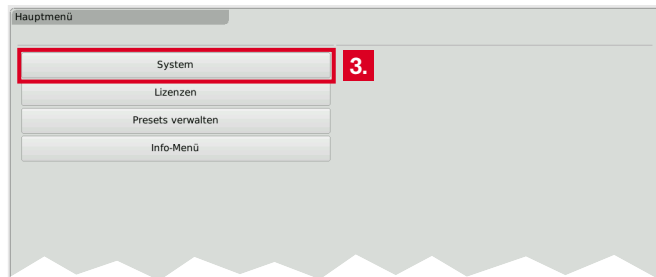 Hauptmenü
System
3.
Lizenzen
Presets verwalten
Info-Menü